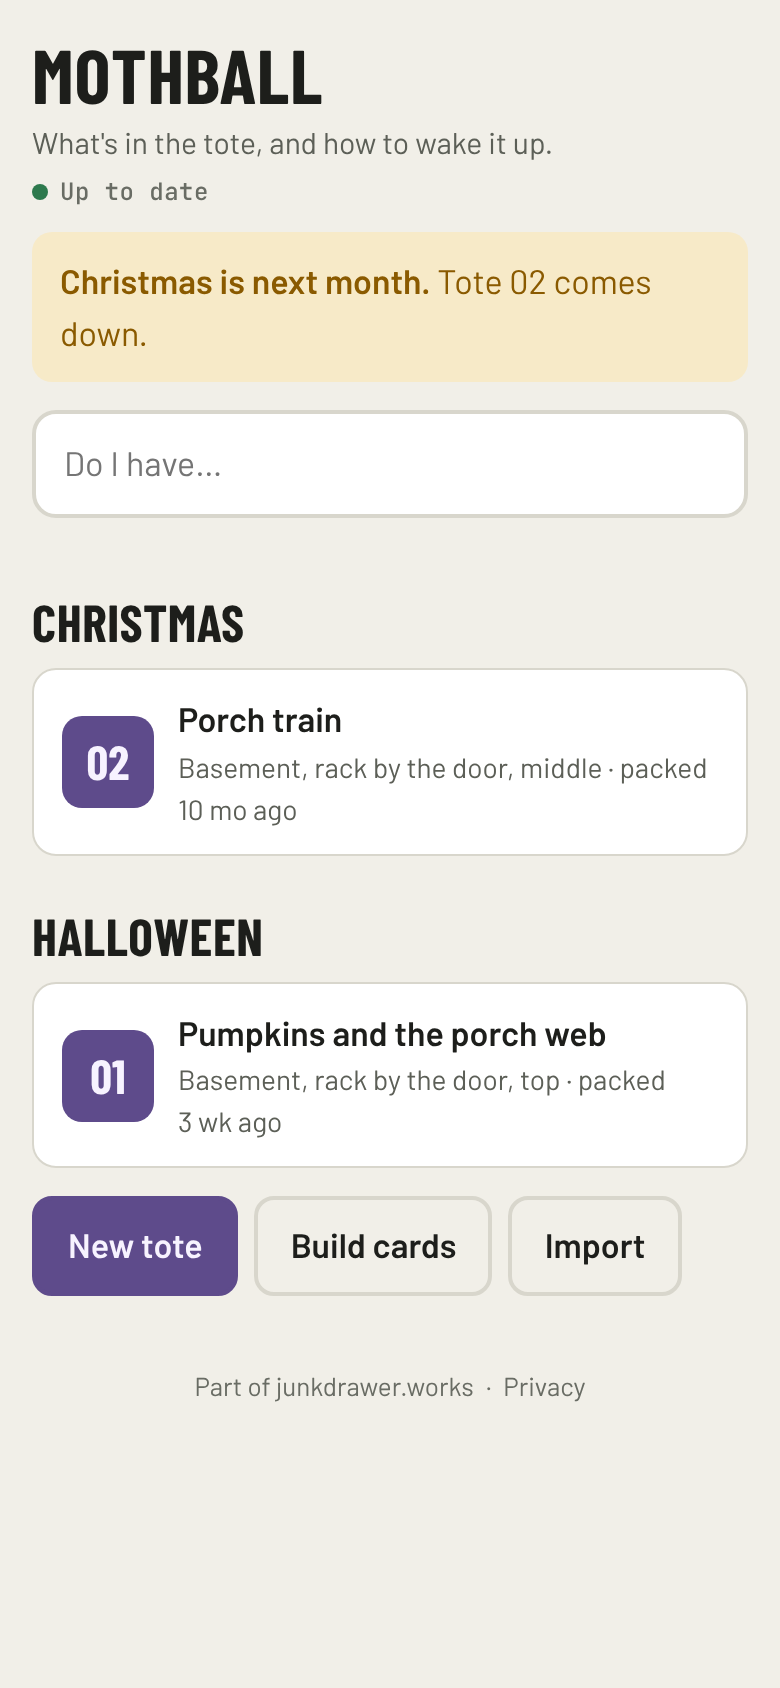 MOTHBALL
What's in the tote, and how to wake it up.
Up to date
Christmas is next month. Tote 02 comes
down.
Do I have...
CHRISTMAS
02
Porch train
Basement, rack by the door, middle · packed
10 mo ago
HALLOWEEN
01
Pumpkins and the porch web
Basement, rack by the door, top · packed
3 wk ago
New tote
Build cards
Import
Part of junkdrawer.works · Privacy